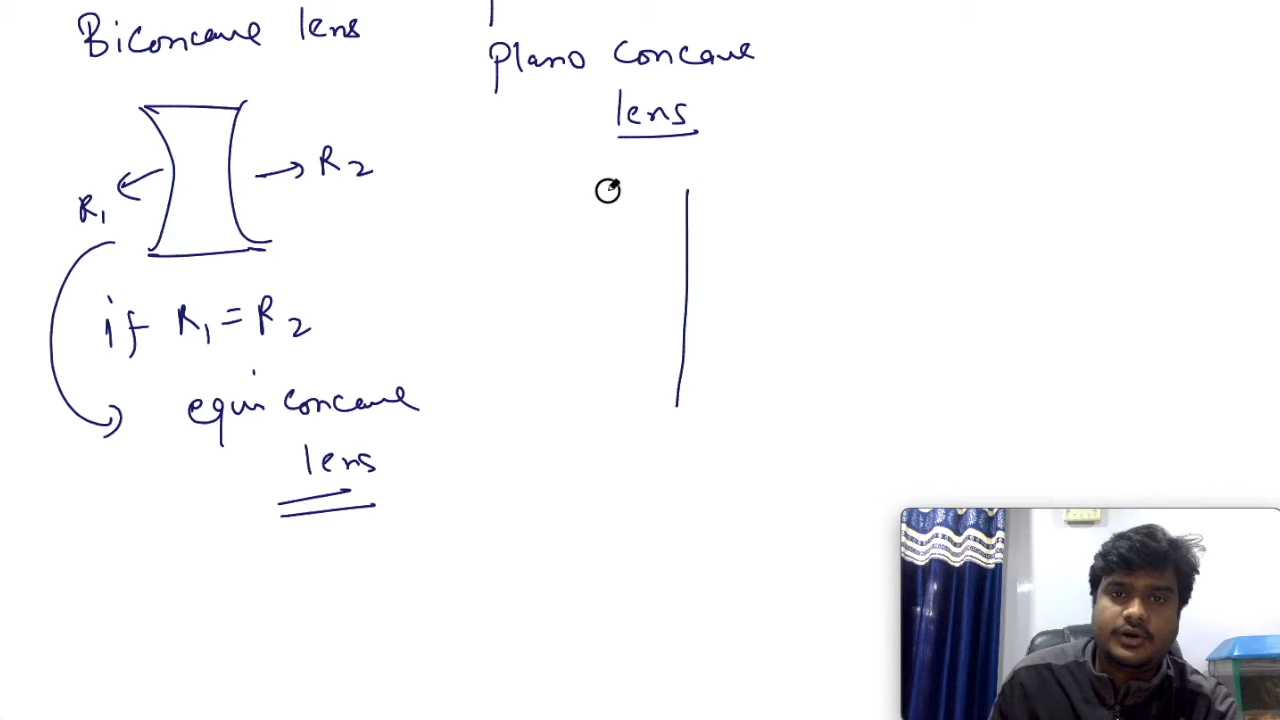 Biconcave lens
R1
R2
if R1 = R2
equi concave
lens
plano concave
lens